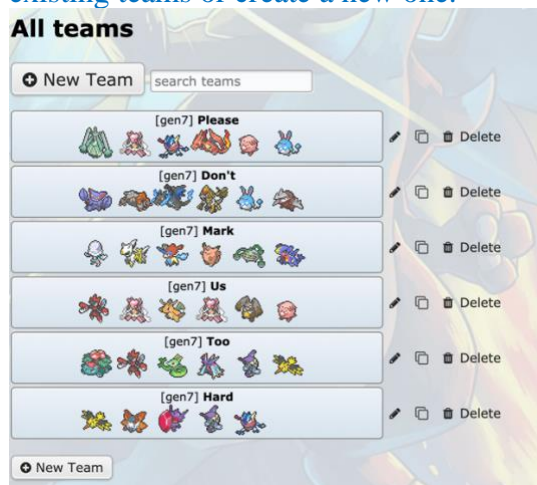 existing teams or create a new one.
All teams
New Team search teams
[gen7] Please
Delete
[gen7] Don't
Delete
[gen7] Mark
Delete
[gen7] Us
Delete
[gen7] Too
Delete
[gen7] Hard
Delete
New Team